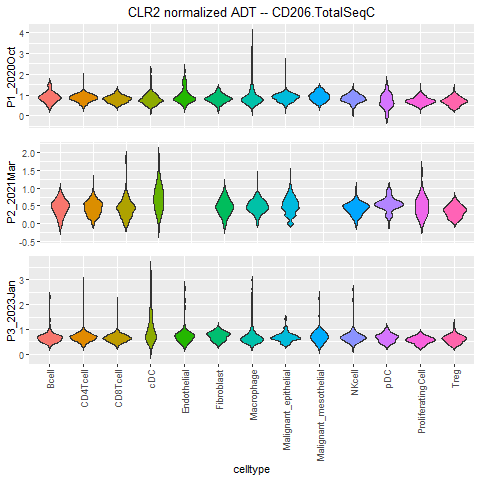 CLR2 normalized ADT -- CD206.TotalSeqC
P1_2020Oct
4
3
2
1
0
P2_2021Mar
2.0
1.5
1.0
0.5
0.0
-0.5
P3_2023Jan
3
2
1
0
Bcell
CD4Tcell
CD8Tcell
cDC
Endothelial
Fibroblast
Macrophage
Malignant_epithelial
Malignant_mesothelial
NKcell
pDC
ProliferatingCell
Treg
celltype